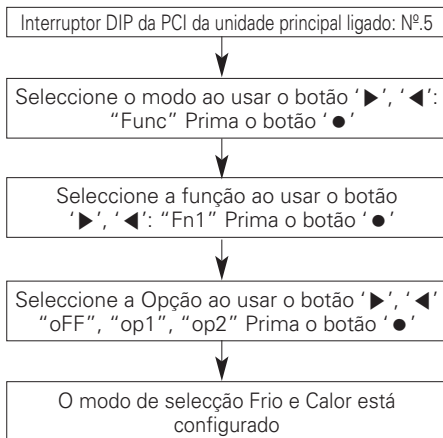 Interruptor DIP da PCI da unidade principal ligado: Nº.5
Seleccione o modo ao usar o botão ‘▶’, ‘◀’:
“Func” Prima o botão ‘●’
Seleccione a função ao usar o botão
‘▶’, ‘◀’: “Fn1” Prima o botão ‘●’
Seleccione a Opção ao usar o botão ‘▶’, ‘◀’
“oFF”, “op1”, “op2” Prima o botão ‘●’
O modo de selecção Frio e Calor está
configurado